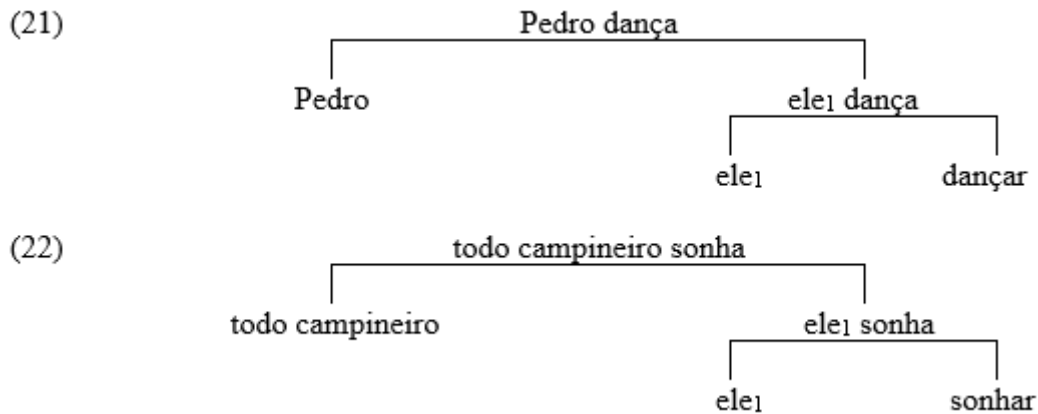 (21) Pedro dança
Pedro ele1 dança
ele1 dançar
(22) todo campineiro sonha
todo campineiro ele1 sonha
ele1 sonhar